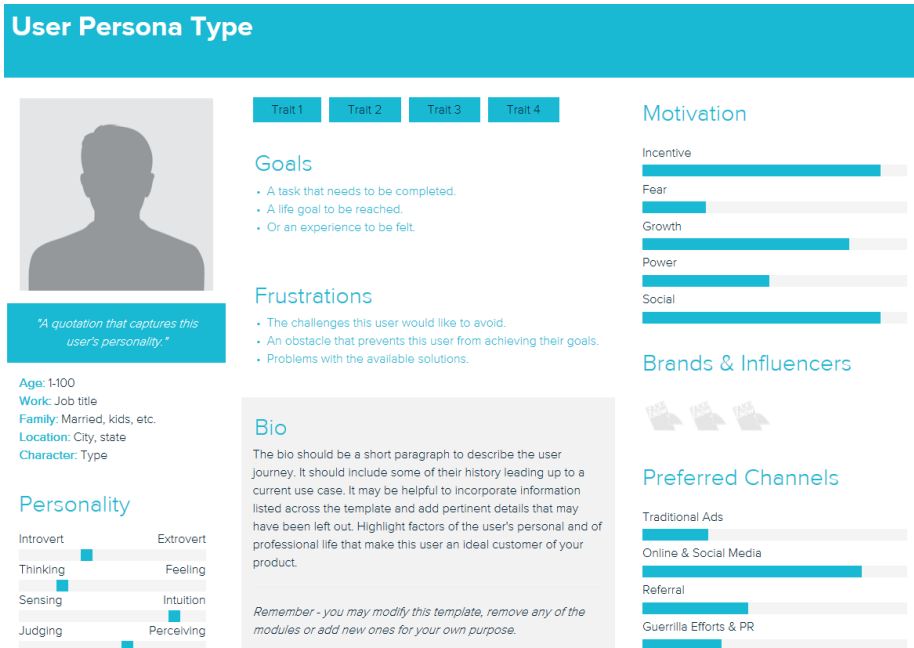 User Persona Type
"A quotation that captures this
user's personality."
Age: 1-100
Work: Job title
Family: Married, kids, etc.
Location: City, state
Character: Type
Personality
Introvert Extrovert
Thinking Feeling
Sensing Intuition
Judging Perceiving
Trait 1 Trait 2 Trait 3 Trait 4
Goals
• A task that needs to be completed.
• A life goal to be reached.
• Or an experience to be felt.
Frustrations
• The challenges this user would like to avoid.
• An obstacle that prevents this user from achieving their goals.
• Problems with the available solutions.
Bio
The bio should be a short paragraph to describe the user
journey. It should include some of their history leading up to a
current use case. It may be helpful to incorporate information
listed across the template and add pertinent details that may
have been left out. Highlight factors of the user's personal and of
professional life that make this user an ideal customer of your
product.
Remember - you may modify this template, remove any of the
modules or add new ones for your own purpose.
Motivation
Incentive
Fear
Growth
Power
Social
Brands & Influencers
Preferred Channels
Traditional Ads
Online & Social Media
Referral
Guerrilla Efforts & PR